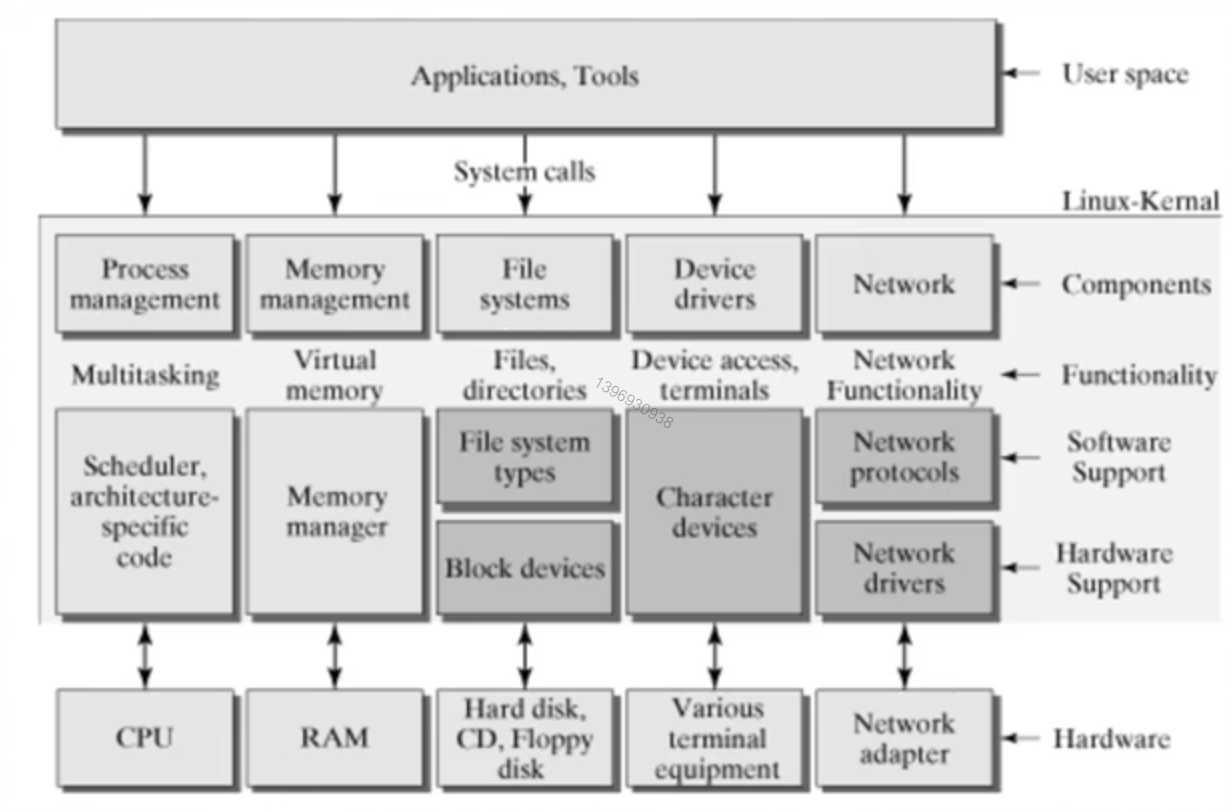 Applications, Tools
User space
System calls
Linux-Kernal
Process
management
Memory
management
File
systems
Device
drivers
Network
Components
Multitasking
Virtual
memory
Files,
directories
Device access,
terminals
Network
Functionality
Functionality
1396930938
Scheduler,
architecture-
specific
code
Memory
manager
File system
types
Block devices
Character
devices
Network
protocols
Network
drivers
Software
Support
Hardware
Support
CPU
RAM
Hard disk,
CD, Floppy
disk
Various
terminal
equipment
Network
adapter
Hardware